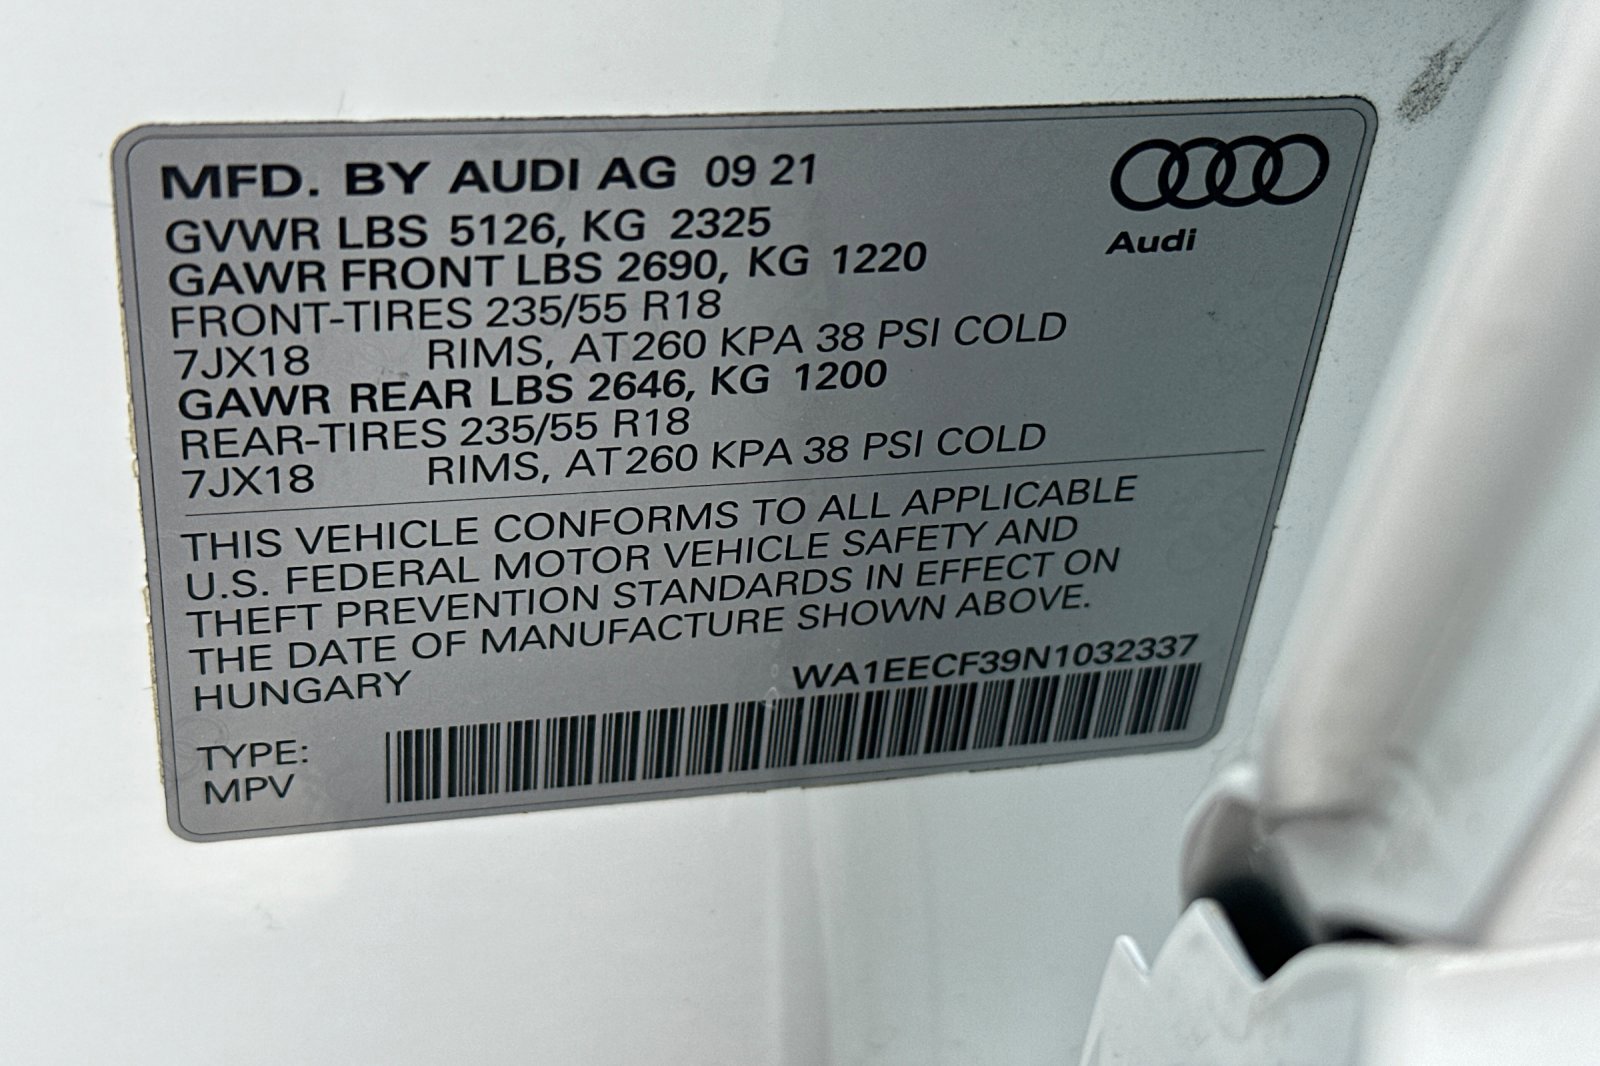 MFD. BY AUDI AG 09 21
GVWR LBS 5126, KG 2325
GAWR FRONT LBS 2690, KG 1220
FRONT-TIRES 235/55 R18
7JX18 RIMS, AT260 KPA 38 PSI COLD
GAWR REAR LBS 2646, KG 1200
REAR-TIRES 235/55 R18
7JX18 RIMS, AT260 KPA 38 PSI COLD
Audi
THIS VEHICLE CONFORMS TO ALL APPLICABLE
U.S. FEDERAL MOTOR VEHICLE SAFETY AND
THEFT PREVENTION STANDARDS IN EFFECT ON
THE DATE OF MANUFACTURE SHOWN ABOVE.
HUNGARY
WA1EECF39N1032337
TYPE:
MPV